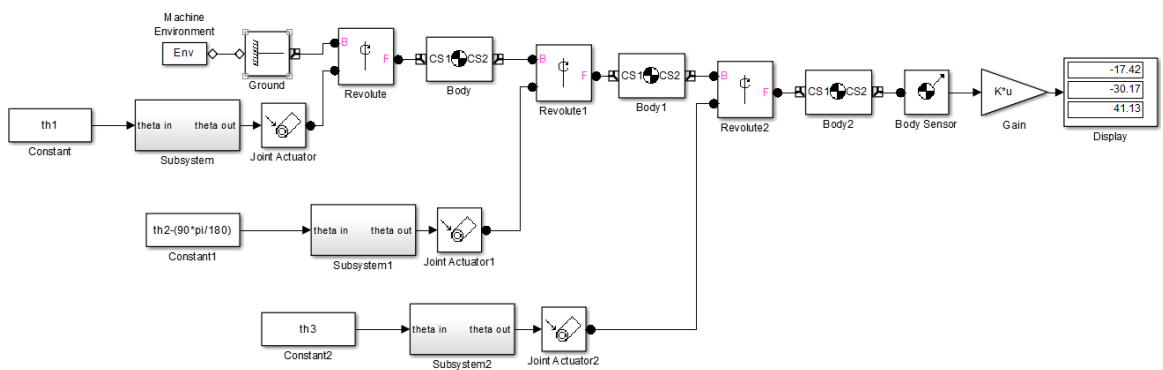 Machine
Environment
Env
Ground
B
F
Revolute
CS1 CS2
Body
B
F
Revolute1
CS1 CS2
Body1
B
F
Revolute2
CS1 CS2
Body2
Body Sensor
K*u
Gain
-17.42
-30.17
41.13
Display
th1
Constant
theta in theta out
Subsystem
Joint Actuator
th2-(90*pi/180)
Constant1
theta in theta out
Subsystem1
Joint Actuator1
th3
Constant2
theta in theta out
Subsystem2
Joint Actuator2